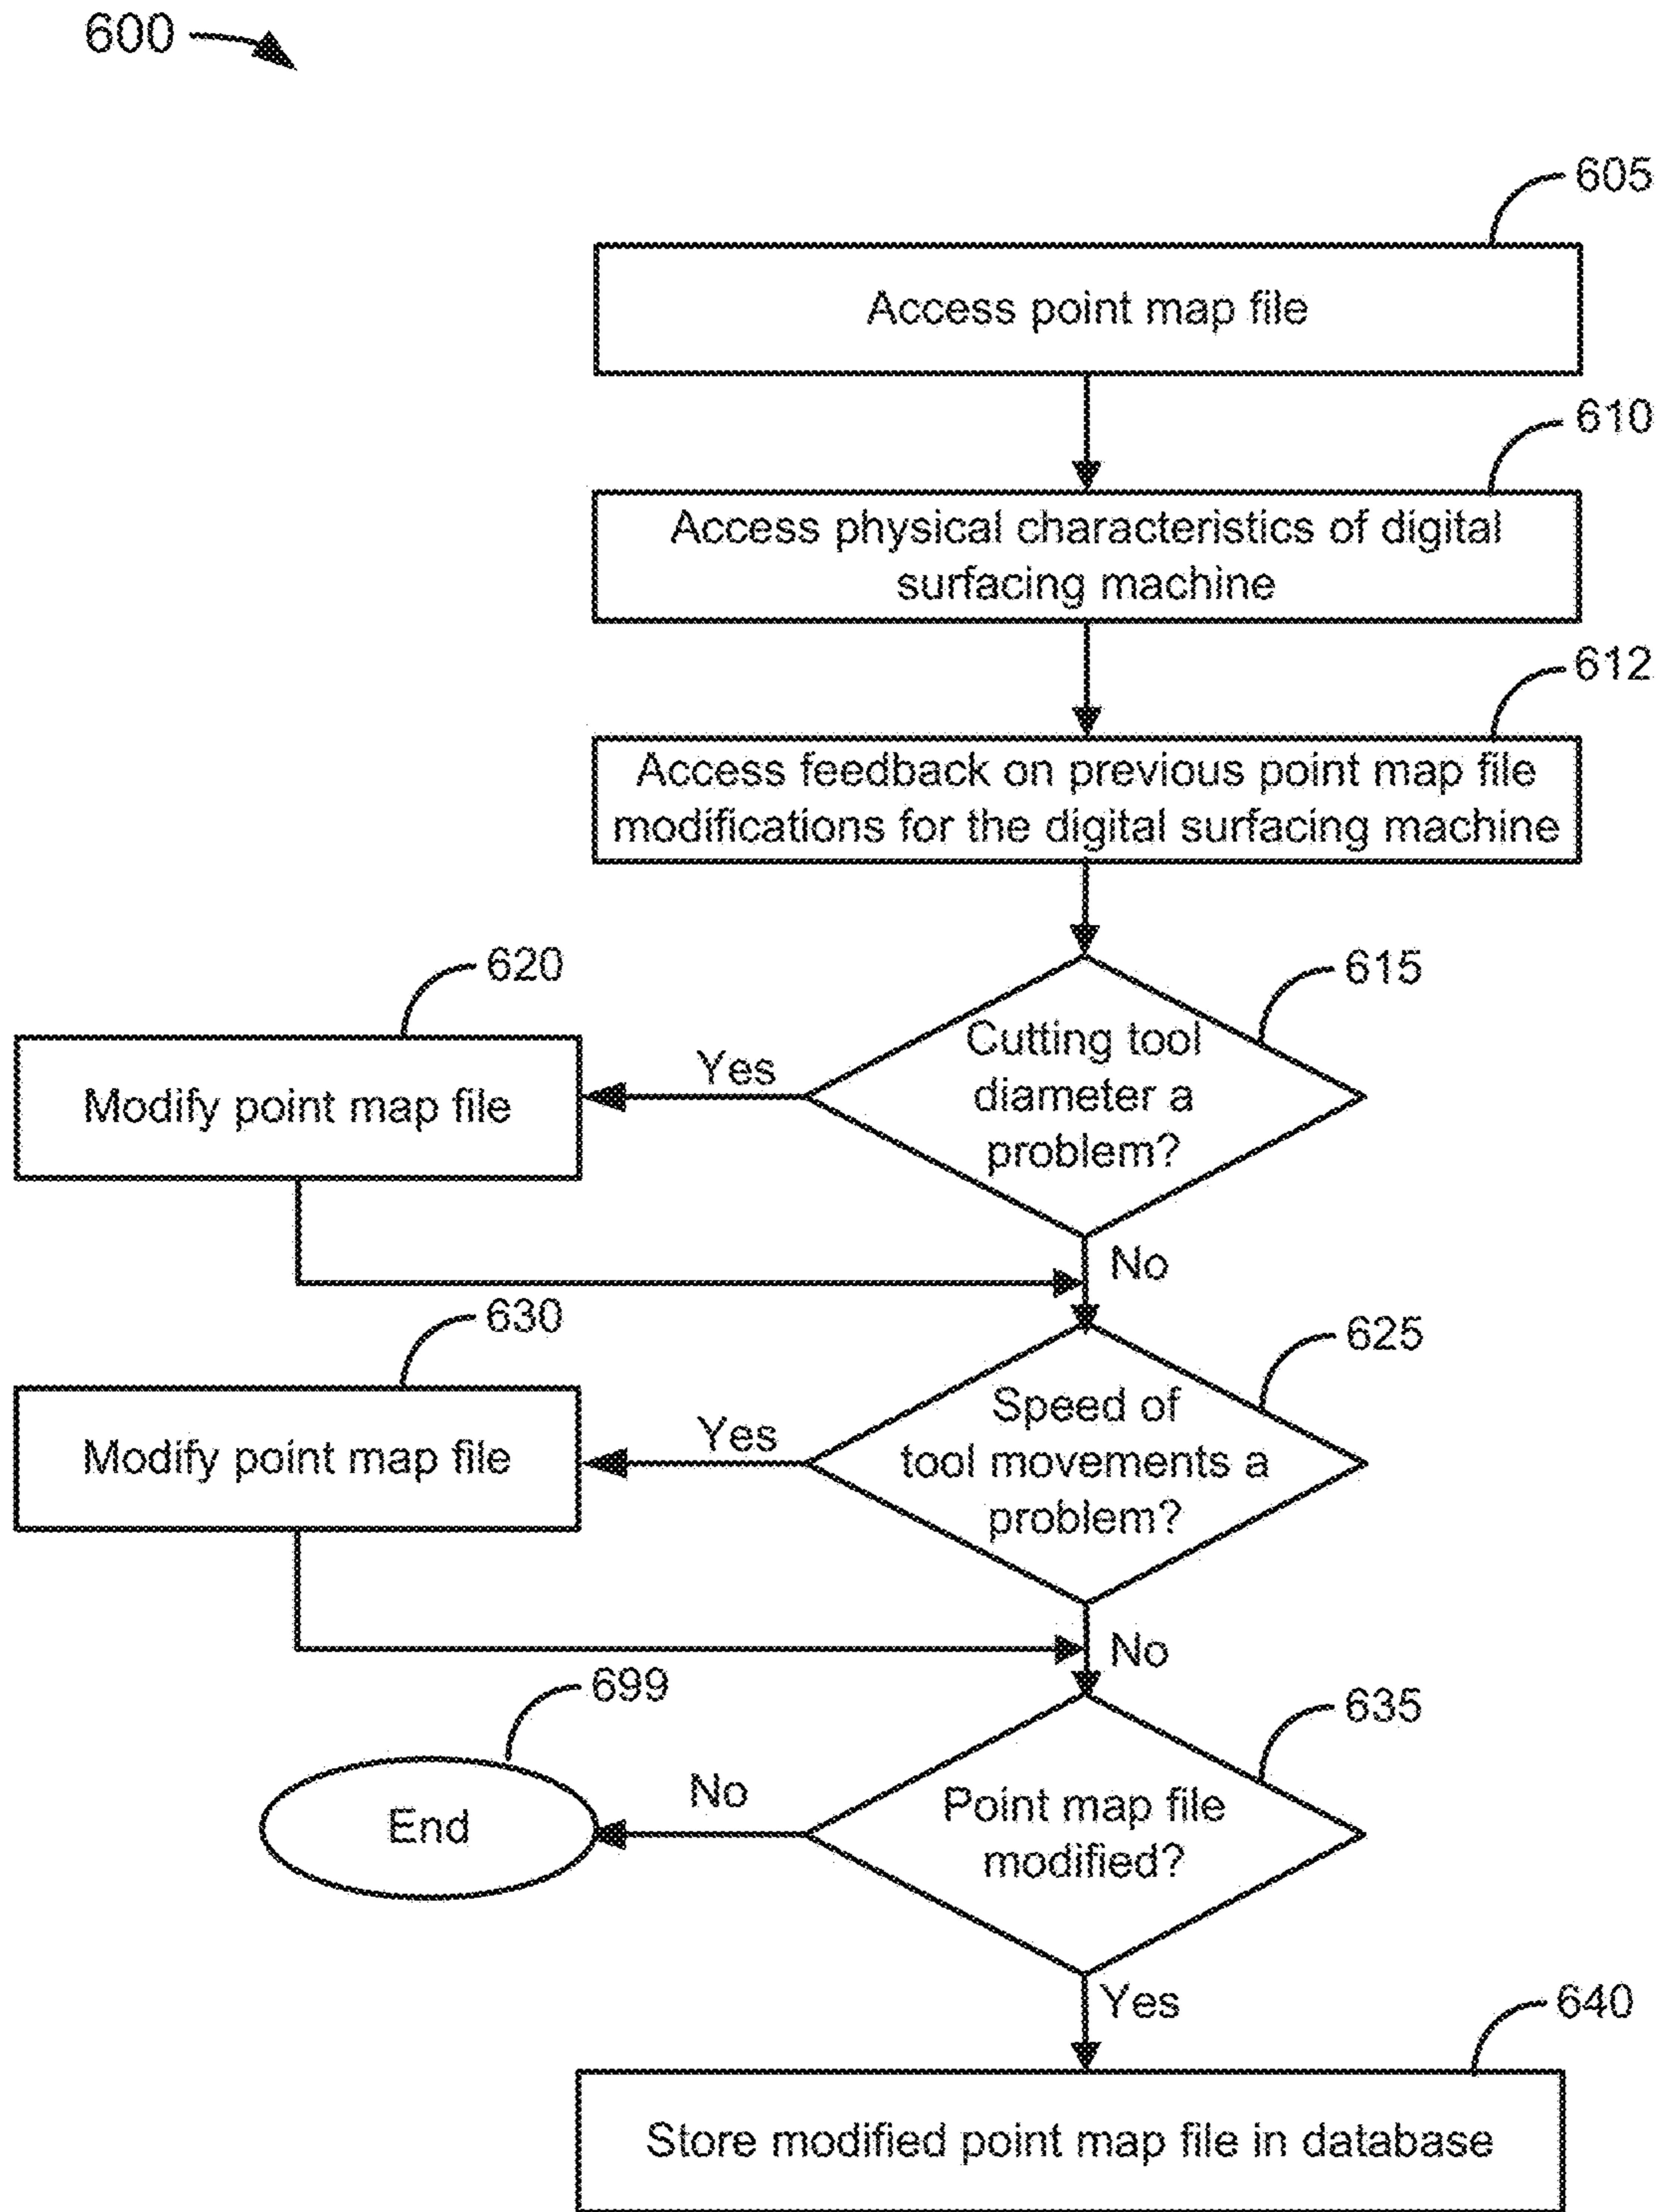 600
605
Access point map file
610
Access physical characteristics of digital
surfacing machine
612
Access feedback on previous point map file
modifications for the digital surfacing machine
620
615
Modify point map file
Yes
Cutting tool
diameter a
problem?
No
630
625
Modify point map file
Yes
Speed of
tool movements a
problem?
No
699
635
End
No
Point map file
modified?
Yes
640
Store modified point map file in database